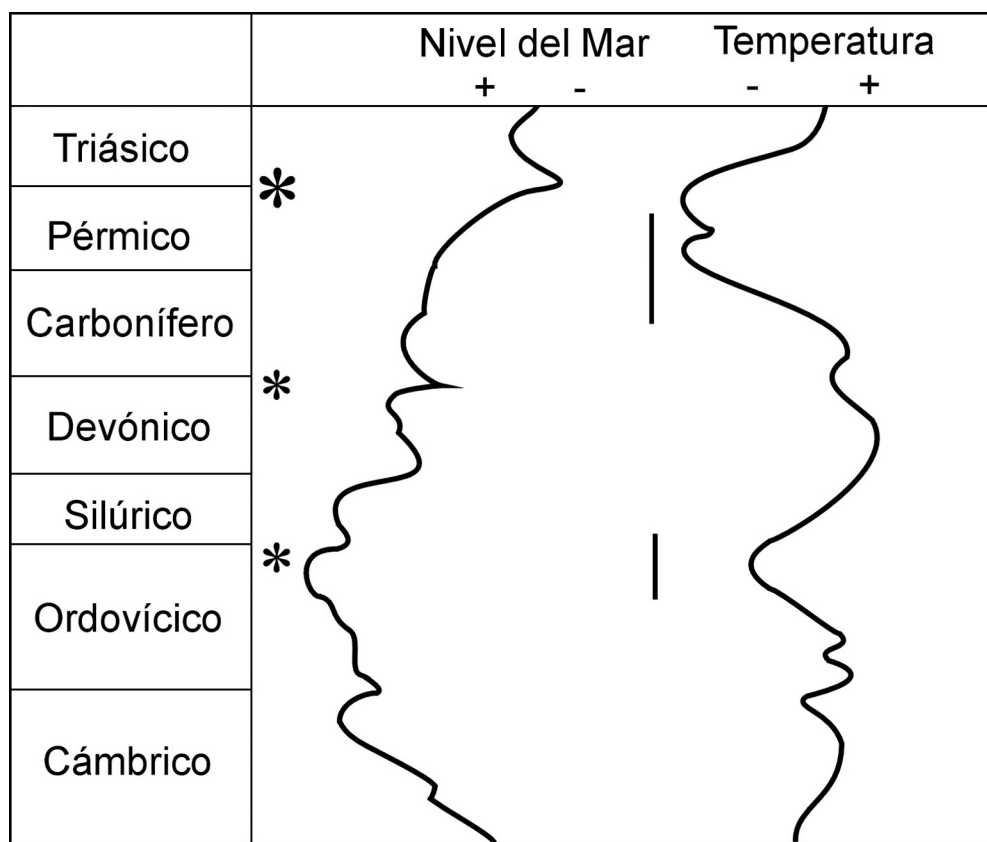 Nivel del Mar Temperatura
+ - - +
Triásico
*
Pérmico
Carbonífero
*
Devónico
Silúrico
*
Ordovícico
Cámbrico